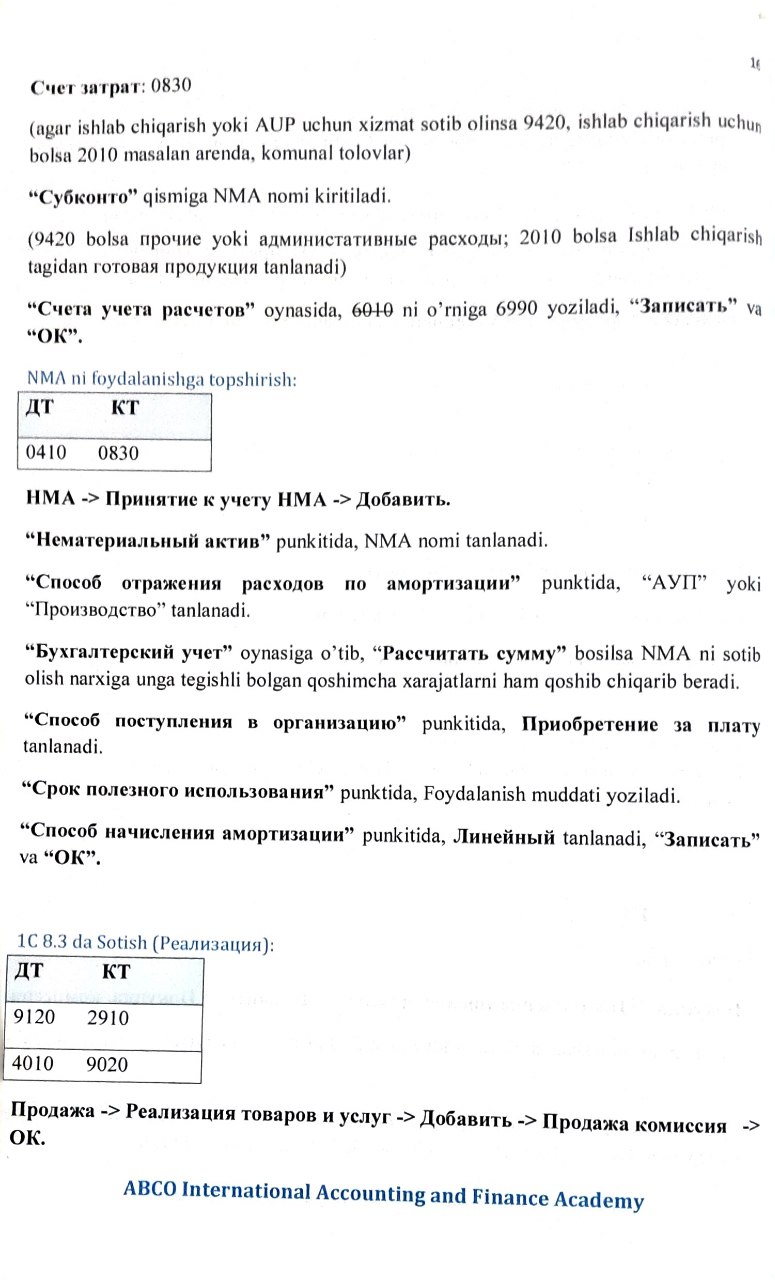 Счет затрат: 0830
(agar ishlab chiqarish yoki AUP uchun xizmat sotib olinsa 9420, ishlab chiqarish uchun
bolsa 2010 masalan arenda, komunal tolovlar)
“Субконто” qismiga NMA nomi kiritiladi.
(9420 bolsa прочие yoki администативные расходы; 2010 bolsa Ishlab chiqarish
tagidan готовая продукция tanlanadi)
“Счета учета расчетов” oynasida, 6010 ni o’rniga 6990 yoziladi, “Записать” va
“ОК”.
NMA ni foydalanishga topshirish:
ДТ КТ
0410 0830
НМА -> Принятие к учету НМА -> Добавить.
“Нематериальный актив” punkitida, NMA nomi tanlanadi.
“Способ отражения расходов по амортизации” punktida, “АУП” yoki
“Производство” tanlanadi.
“Бухгалтерский учет” oynasiga o’tib, “Рассчитать сумму” bosilsa NMA ni sotib
olish narxiga unga tegishli bolgan qoshimcha xarajatlarni ham qoshib chiqarib beradi.
“Способ поступления в организацию” punkitida, Приобретение за плату
tanlanadi.
“Срок полезного использования” punktida, Foydalanish muddati yoziladi.
“Способ начисления амортизации” punkitida, Линейный tanlanadi, “Записать”
va “ОК”.
1C 8.3 da Sotish (Реализация):
ДТ КТ
9120 2910
4010 9020
Продажа -> Реализация товаров и услуг -> Добавить -> Продажа комиссия ->
ОК.
ABCO International Accounting and Finance Academy